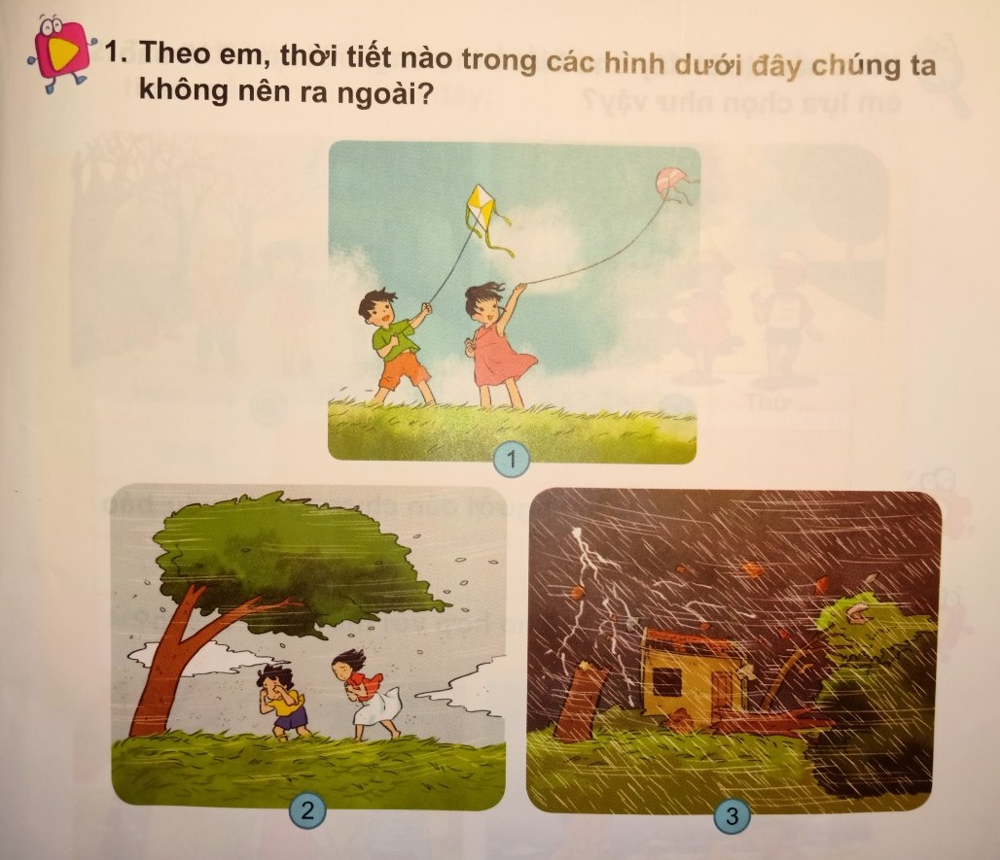 1. Theo em, thời tiết nào trong các hình dưới đây chúng ta
không nên ra ngoài?
1
2
3